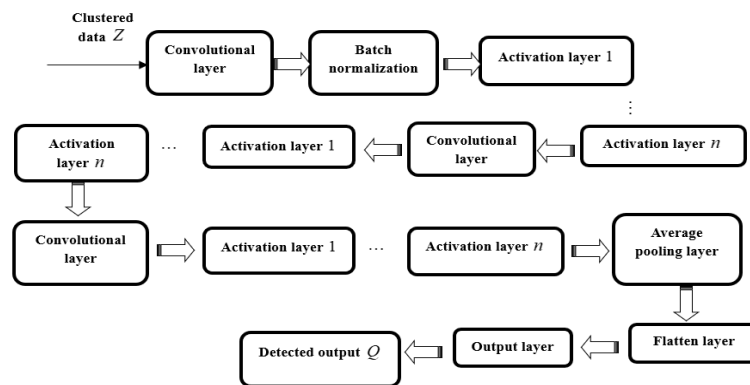 Clustered
data Z
Convolutional
layer
Batch
normalization
Activation layer 1
⋮
Activation layer n
Convolutional
layer
Activation layer 1
...
Activation
layer n
Convolutional
layer
Activation layer 1
...
Activation layer n
Average
pooling layer
Flatten layer
Output layer
Detected output Q